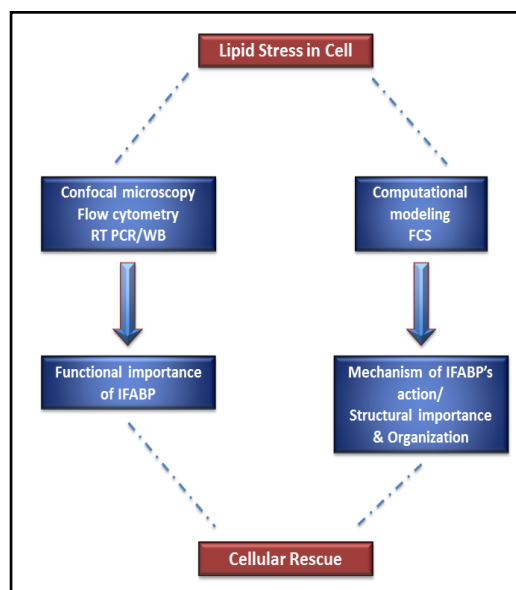 Lipid Stress in Cell
Confocal microscopy
Flow cytometry
RT PCR/WB
Computational
modeling
FCS
Functional importance
of IFABP
Mechanism of IFABP's
action/
Structural importance
& Organization
Cellular Rescue